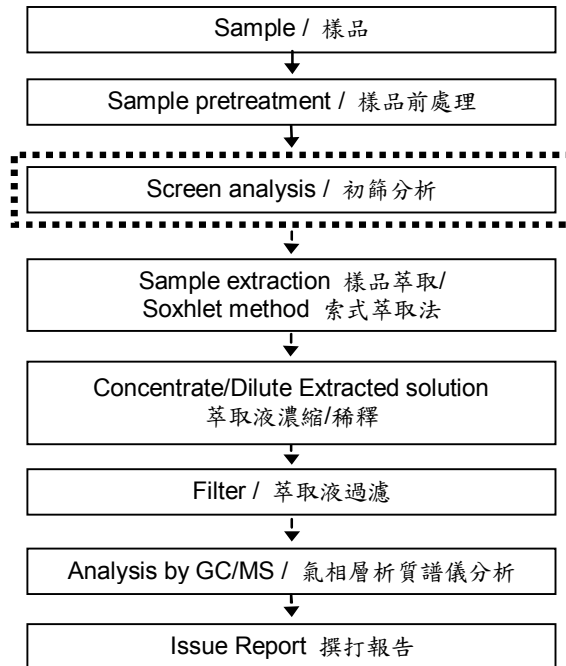 Sample / 樣品
Sample pretreatment / 樣品前處理
Screen analysis / 初篩分析
Sample extraction 樣品萃取/
Soxhlet method 索式萃取法
Concentrate/Dilute Extracted solution
萃取液濃縮/稀釋
Filter / 萃取液過濾
Analysis by GC/MS / 氣相層析質譜儀分析
Issue Report 撰打報告